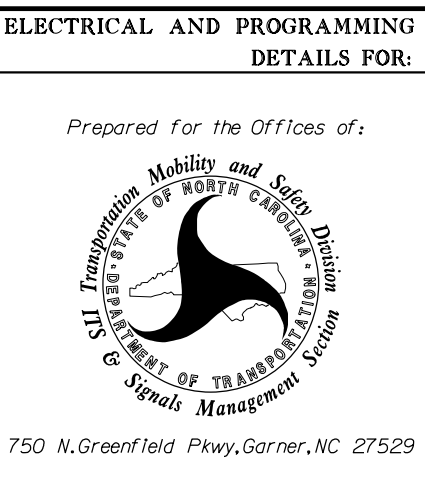 ELECTRICAL AND PROGRAMMING
DETAILS FOR:
Prepared for the Offices of:
Transportation Mobility and Safety Division
STATE OF NORTH CAROLINA
DEPARTMENT OF TRANSPORTATION
ITS & Signals Management Section
750 N.Greenfield Pkwy,Garner,NC 27529